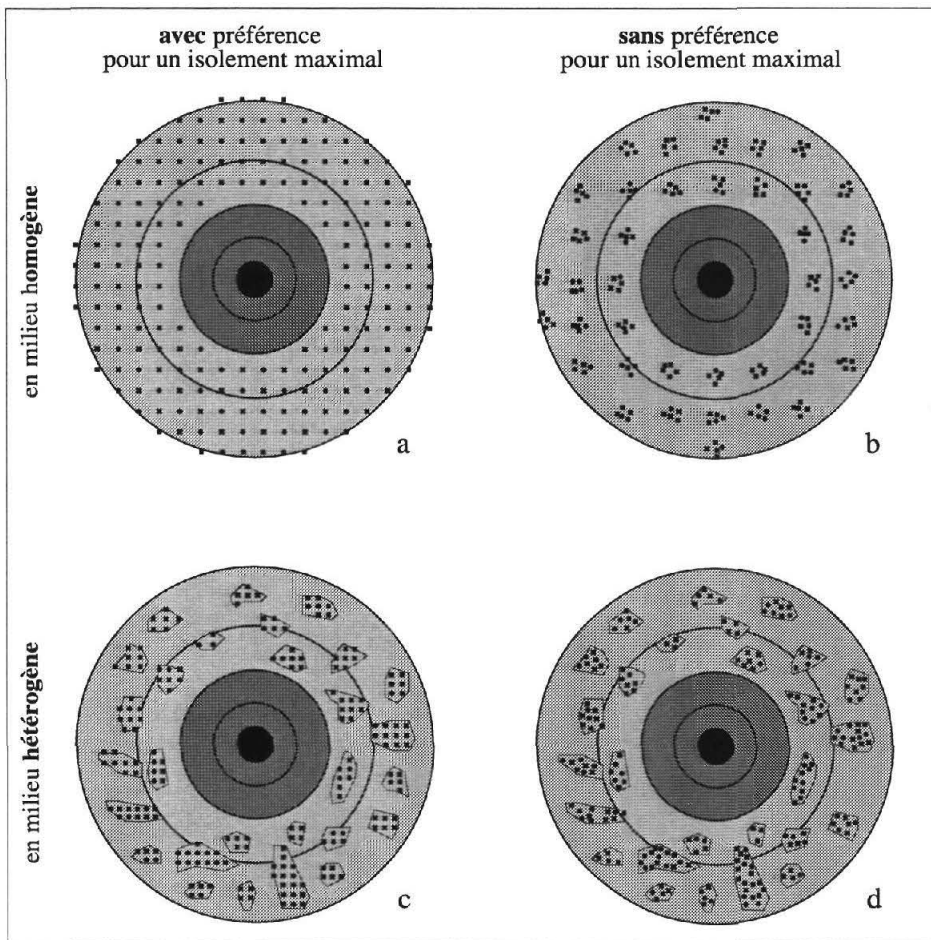 avec préférence
pour un isolement maximal
sans préférence
pour un isolement maximal
en milieu homogène
a
b
en milieu hétérogène
c
d